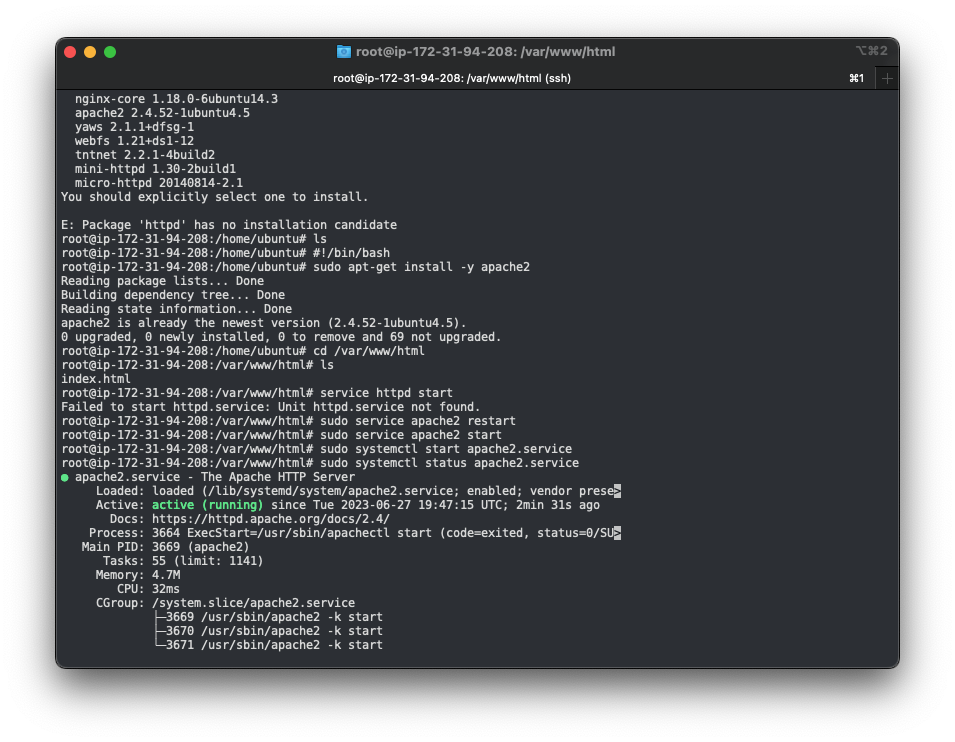 root@ip-172-31-94-208: /var/www/html
⌥⌘2
root@ip-172-31-94-208: /var/www/html (ssh)
⌘1
+
nginx-core 1.18.0-6ubuntu14.3
apache2 2.4.52-1ubuntu4.5
yaws 2.1.1+dfsg-1
webfs 1.21+ds1-12
tntnet 2.2.1-4build2
mini-httpd 1.30-2build1
micro-httpd 20140814-2.1
You should explicitly select one to install.
E: Package 'httpd' has no installation candidate
root@ip-172-31-94-208:/home/ubuntu# ls
root@ip-172-31-94-208:/home/ubuntu# #!/bin/bash
root@ip-172-31-94-208:/home/ubuntu# sudo apt-get install -y apache2
Reading package lists... Done
Building dependency tree... Done
Reading state information... Done
apache2 is already the newest version (2.4.52-1ubuntu4.5).
0 upgraded, 0 newly installed, 0 to remove and 69 not upgraded.
root@ip-172-31-94-208:/home/ubuntu# cd /var/www/html
root@ip-172-31-94-208:/var/www/html# ls
index.html
root@ip-172-31-94-208:/var/www/html# service httpd start
Failed to start httpd.service: Unit httpd.service not found.
root@ip-172-31-94-208:/var/www/html# sudo service apache2 restart
root@ip-172-31-94-208:/var/www/html# sudo service apache2 start
root@ip-172-31-94-208:/var/www/html# sudo systemctl start apache2.service
root@ip-172-31-94-208:/var/www/html# sudo systemctl status apache2.service
● apache2.service - The Apache HTTP Server
Loaded: loaded (/lib/systemd/system/apache2.service; enabled; vendor prese>
Active: active (running) since Tue 2023-06-27 19:47:15 UTC; 2min 31s ago
Docs: https://httpd.apache.org/docs/2.4/
Process: 3664 ExecStart=/usr/sbin/apachectl start (code=exited, status=0/SU>
Main PID: 3669 (apache2)
Tasks: 55 (limit: 1141)
Memory: 4.7M
CPU: 32ms
CGroup: /system.slice/apache2.service
├─3669 /usr/sbin/apache2 -k start
├─3670 /usr/sbin/apache2 -k start
└─3671 /usr/sbin/apache2 -k start